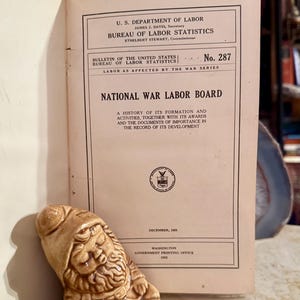 U. S. DEPARTMENT OF LABOR
JAMES J. DAVIS, Secretary
BUREAU OF LABOR STATISTICS
ETHELBERT STEWART, Commissioner
BULLETIN OF THE UNITED STATES
BUREAU OF LABOR STATISTICS
No. 287
LABOR AS AFFECTED BY THE WAR SERIES
NATIONAL WAR LABOR BOARD
A HISTORY OF ITS FORMATION AND
ACTIVITIES, TOGETHER WITH ITS AWARDS
AND THE DOCUMENTS OF IMPORTANCE IN
THE RECORD OF ITS DEVELOPMENT
DECEMBER, 1921
WASHINGTON
GOVERNMENT PRINTING OFFICE
1922